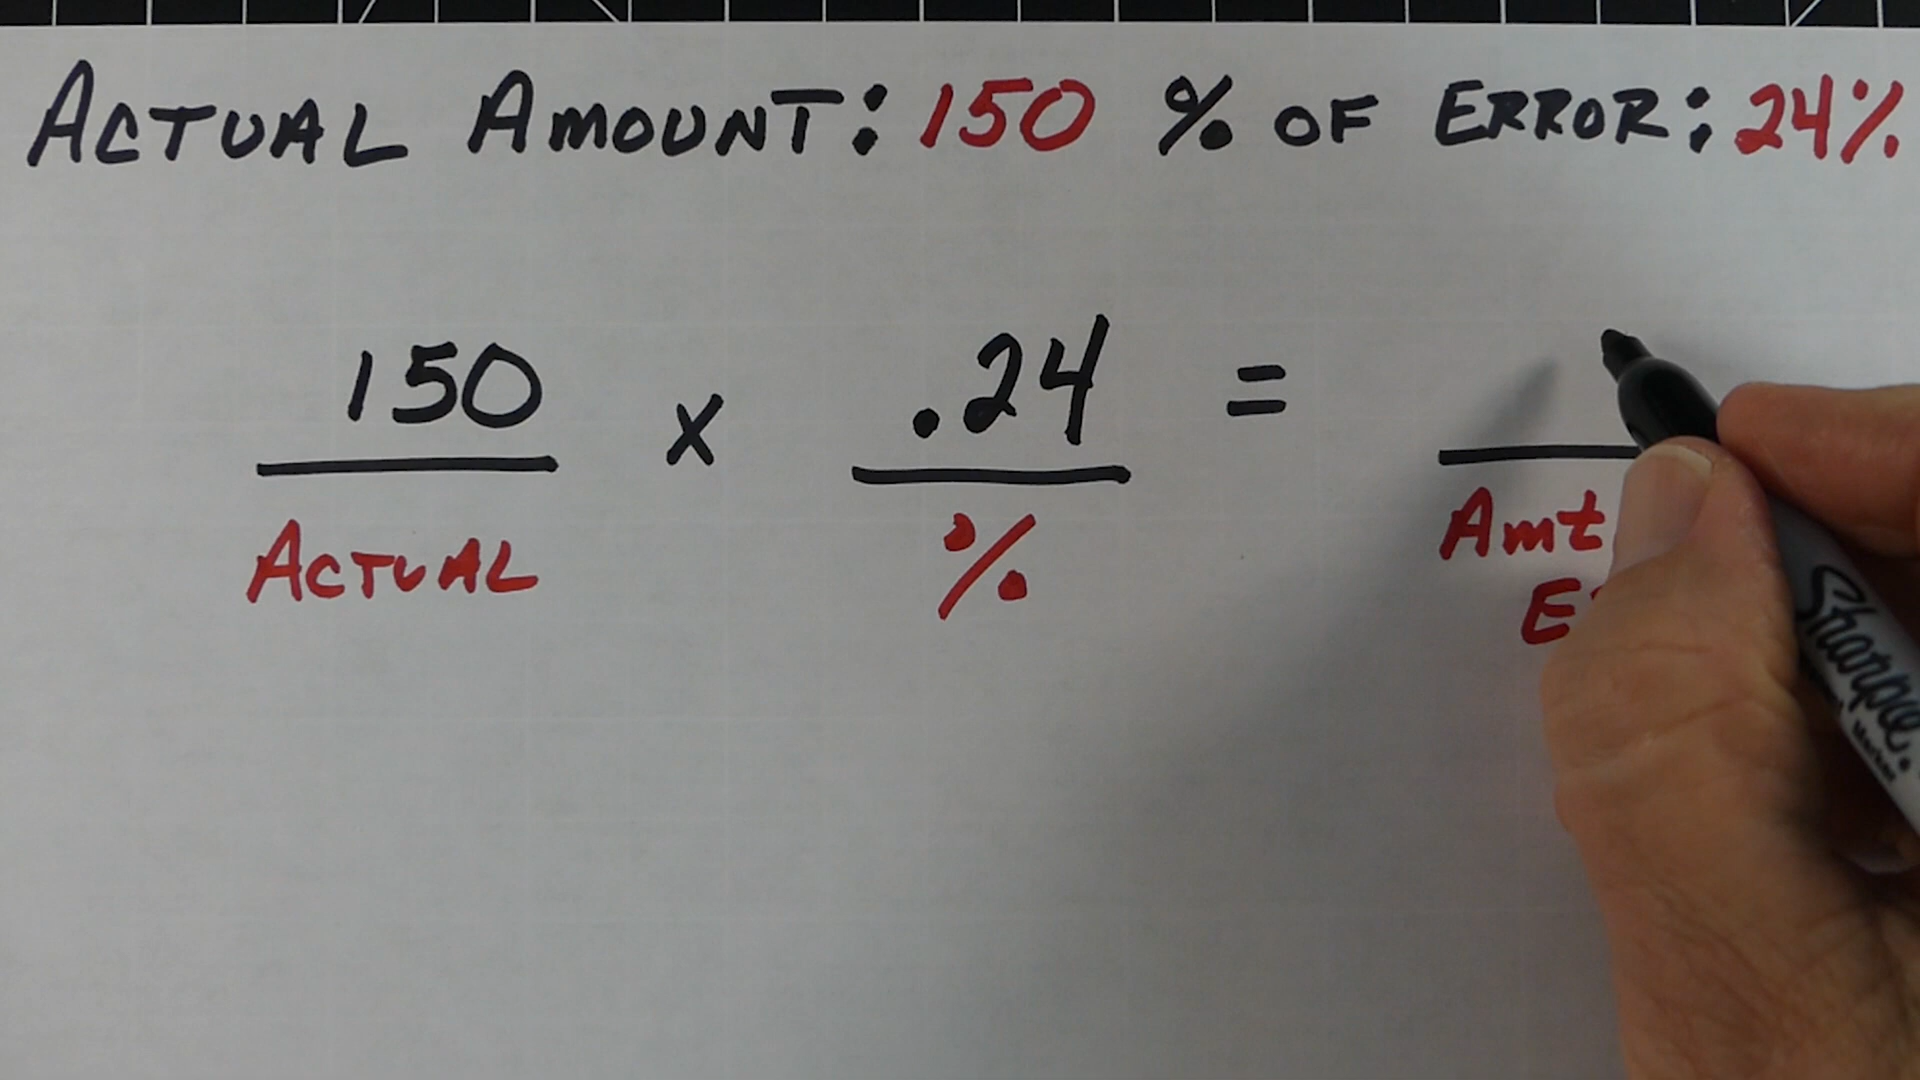 ACTUAL AMOUNT: 150 % OF ERROR: 24%
150 x .24 =
ACTUAL % Amt
Sharpie